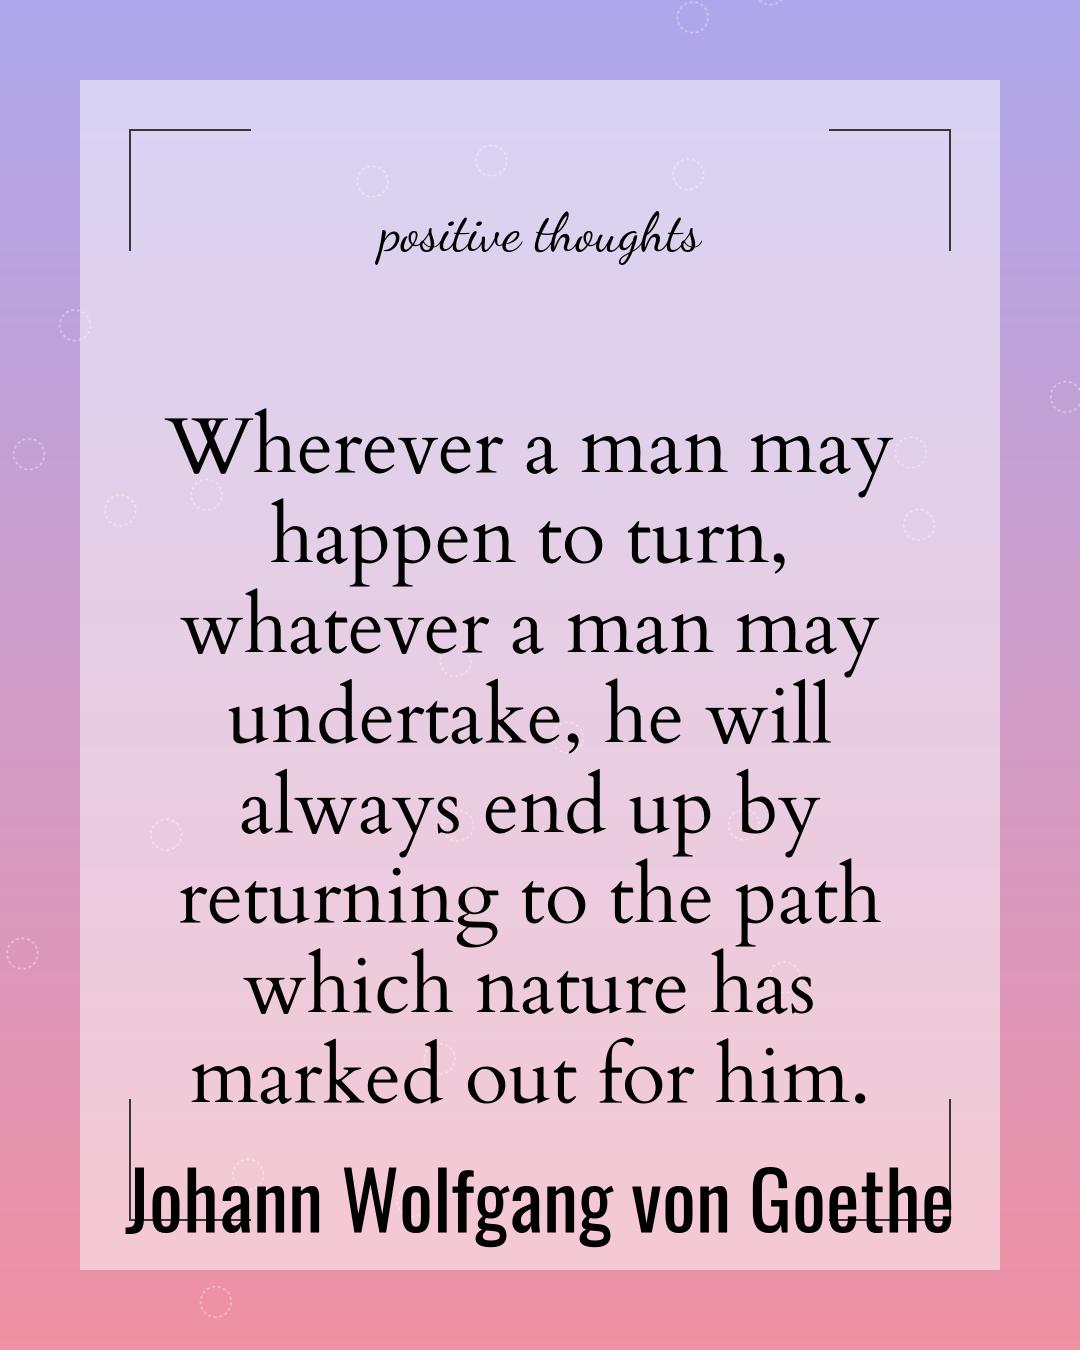 positive thoughts
Wherever a man may
happen to turn,
whatever a man may
undertake, he will
always end up by
returning to the path
which nature has
marked out for him.
Johann Wolfgang von Goethe